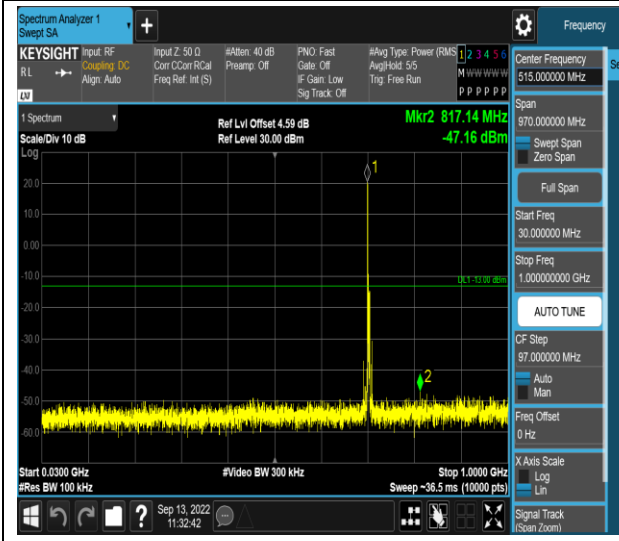 Spectrum Analyzer 1
Swept SA
Frequency
KEYSIGHT
RL
Input: RF
Coupling: DC
Align: Auto
Input Z: 50 Ω
Corr CCorr RCal
Freq Ref: Int (S)
#Atten: 40 dB
Preamp: Off
PNO: Fast
Gate: Off
IF Gain: Low
Sig Track: Off
#Avg Type: Power (RMS
Avg|Hold: 5/5
Trig: Free Run
1 2 3 4 5 6
M W W W W W
P P P P P P
LXI
1 Spectrum
Scale/Div 10 dB
Log
Ref Lvl Offset 4.59 dB
Ref Level 30.00 dBm
Mkr2 817.14 MHz
-47.16 dBm
1
20.0
10.0
0.00
-10.0
DL1 -13.00 dBm
-20.0
-30.0
-40.0
2
-50.0
-60.0
Start 0.0300 GHz
#Res BW 100 kHz
#Video BW 300 kHz
Stop 1.0000 GHz
Sweep ~36.5 ms (10000 pts)
Center Frequency
515.000000 MHz
Se
Span
970.000000 MHz
Swept Span
Zero Span
Full Span
Start Freq
30.000000 MHz
Stop Freq
1.000000000 GHz
AUTO TUNE
CF Step
97.000000 MHz
Auto
Man
Freq Offset
0 Hz
X Axis Scale
Log
Lin
Signal Track
(Span Zoom)
?
Sep 13, 2022
11:32:42